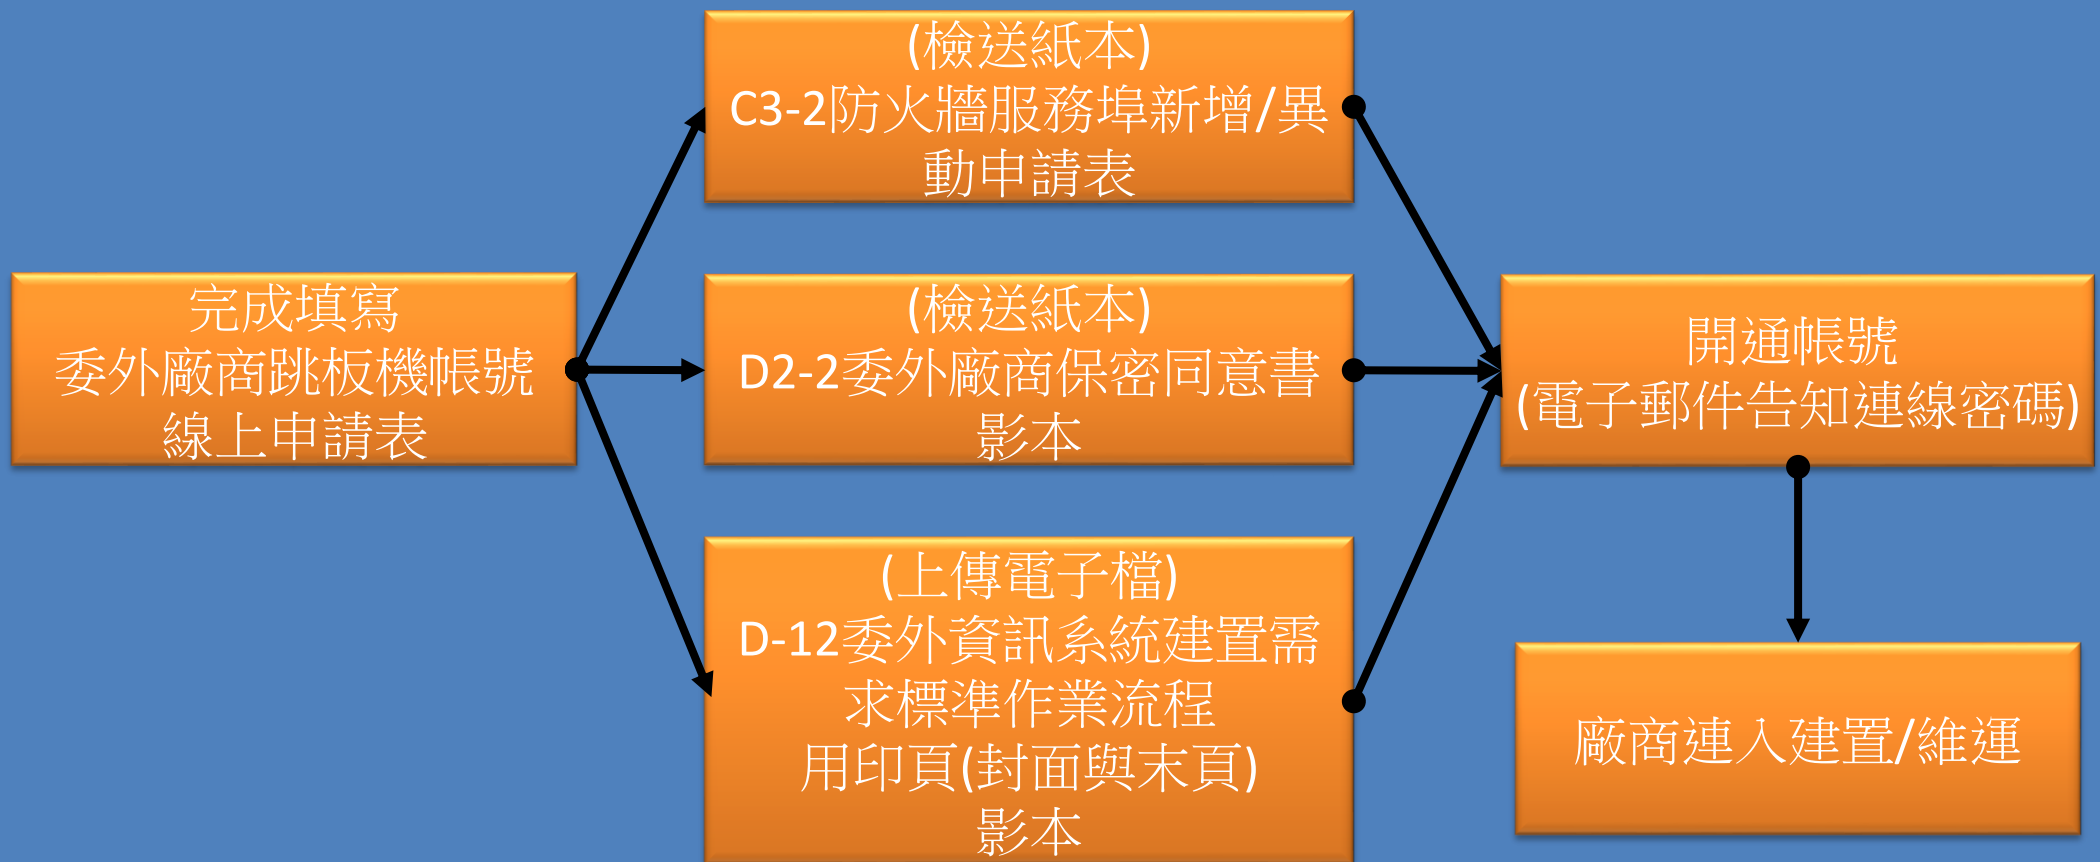 完成填寫
委外廠商跳板機帳號
線上申請表
(檢送紙本)
C3-2防火牆服務埠新增/異
動申請表
(檢送紙本)
D2-2委外廠商保密同意書
影本
(上傳電子檔)
D-12委外資訊系統建置需
求標準作業流程
用印頁(封面與末頁)
影本
開通帳號
(電子郵件告知連線密碼)
廠商連入建置/維運